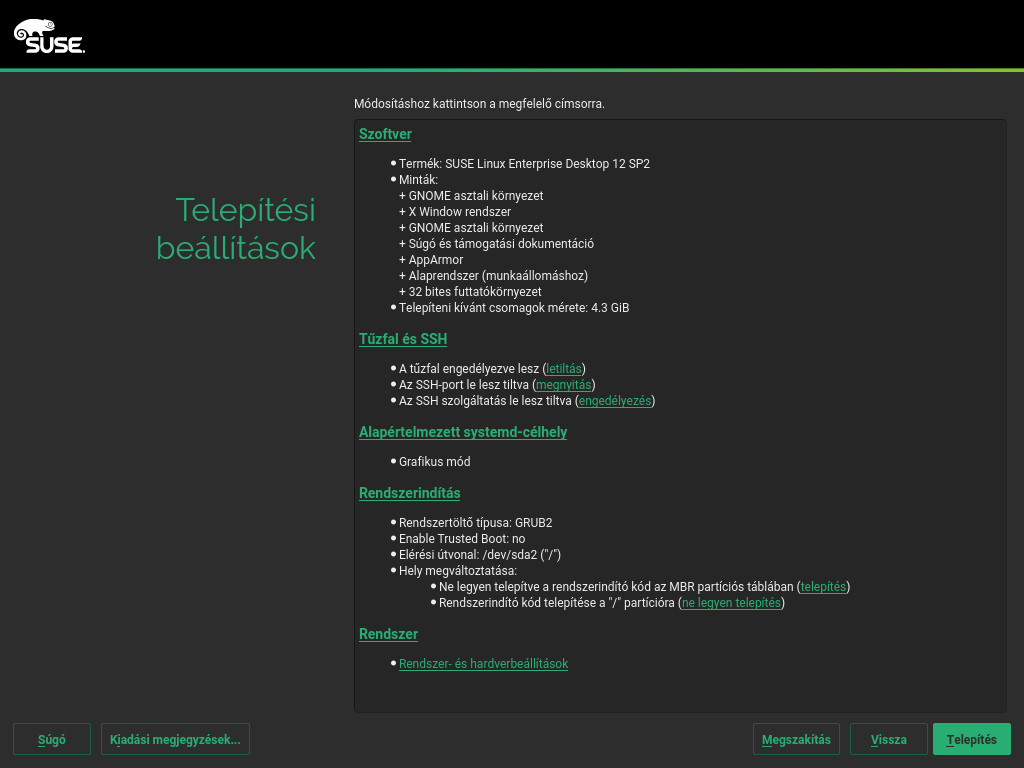 SUSE.
Módosításhoz kattintson a megfelelő címsorra.
Telepítési
beállítások
Szoftver
Termék: SUSE Linux Enterprise Desktop 12 SP2
Minták:
+ GNOME asztali környezet
+ X Window rendszer
+ GNOME asztali környezet
+ Súgó és támogatási dokumentáció
+ AppArmor
+ Alaprendszer (munkaállomáshoz)
+ 32 bites futtatókörnyezet
Telepíteni kívánt csomagok mérete: 4.3 GiB
Tűzfal és SSH
A tűzfal engedélyezve lesz (letiltás)
Az SSH-port le lesz tiltva (megnyitás)
Az SSH szolgáltatás le lesz tiltva (engedélyezés)
Alapértelmezett systemd-célhely
Grafikus mód
Rendszerindítás
Rendszertöltő típusa: GRUB2
Enable Trusted Boot: no
Elérési útvonal: /dev/sda2 ("/")
Hely megváltoztatása:
Ne legyen telepítve a rendszerindító kód az MBR partíciós táblában (telepítés)
Rendszerindító kód telepítése a "/" partícióra (ne legyen telepítés)
Rendszer
Rendszer- és hardverbeállítások
Súgó
Kiadási megjegyzések...
Megszakítás
Vissza
Telepítés